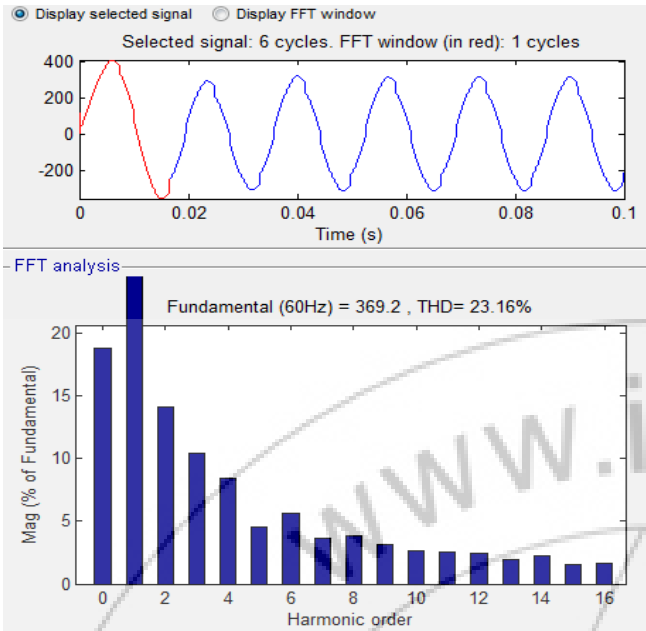 Display selected signal Display FFT window
Selected signal: 6 cycles. FFT window (in red): 1 cycles
400
200
0
-200
0 0.02 0.04 0.06 0.08 0.1
Time (s)
FFT analysis
Fundamental (60Hz) = 369.2 , THD= 23.16%
Mag (% of Fundamental)
20
15
10
5
0
0 2 4 6 8 10 12 14 16
Harmonic order
www.i